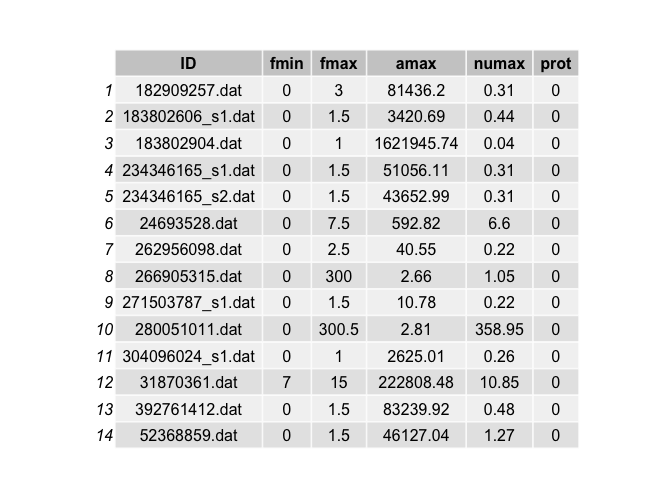 ID fmin fmax amax numax prot
1 182909257.dat 0 3 81436.2 0.31 0
2 183802606_s1.dat 0 1.5 3420.69 0.44 0
3 183802904.dat 0 1 1621945.74 0.04 0
4 234346165_s1.dat 0 1.5 51056.11 0.31 0
5 234346165_s2.dat 0 1.5 43652.99 0.31 0
6 24693528.dat 0 7.5 592.82 6.6 0
7 262956098.dat 0 2.5 40.55 0.22 0
8 266905315.dat 0 300 2.66 1.05 0
9 271503787_s1.dat 0 1.5 10.78 0.22 0
10 280051011.dat 0 300.5 2.81 358.95 0
11 304096024_s1.dat 0 1 2625.01 0.26 0
12 31870361.dat 7 15 222808.48 10.85 0
13 392761412.dat 0 1.5 83239.92 0.48 0
14 52368859.dat 0 1.5 46127.04 1.27 0